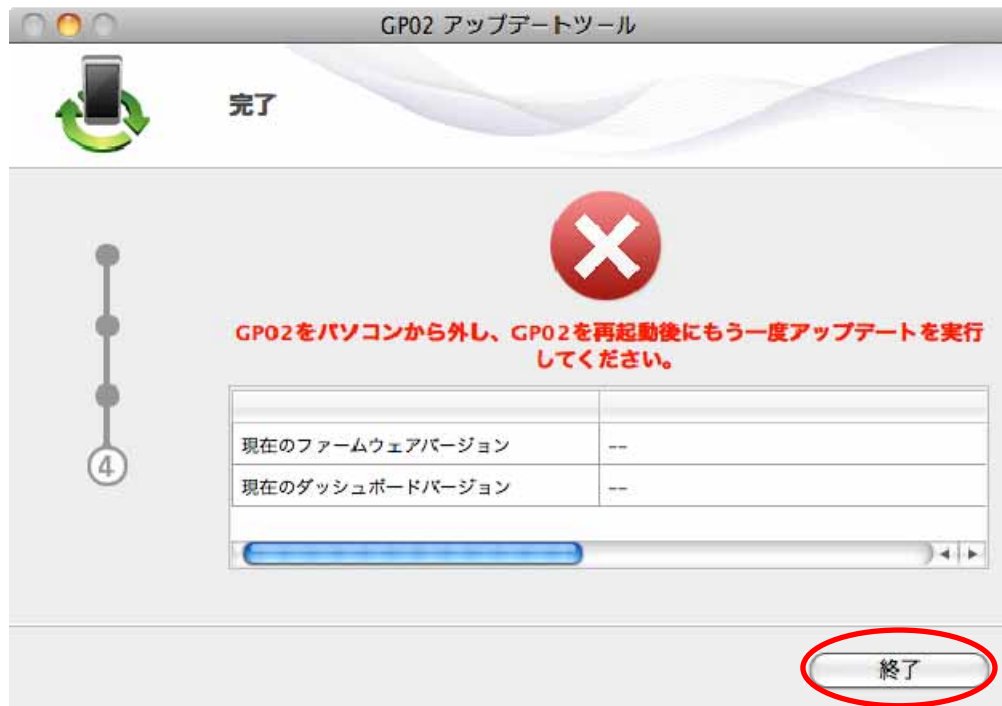 GP02 アップデートツール
完了
GP02をパソコンから外し、GP02を再起動後にもう一度アップデートを実行
してください。
現在のファームウェアバージョン --
現在のダッシュボードバージョン --
4
終了